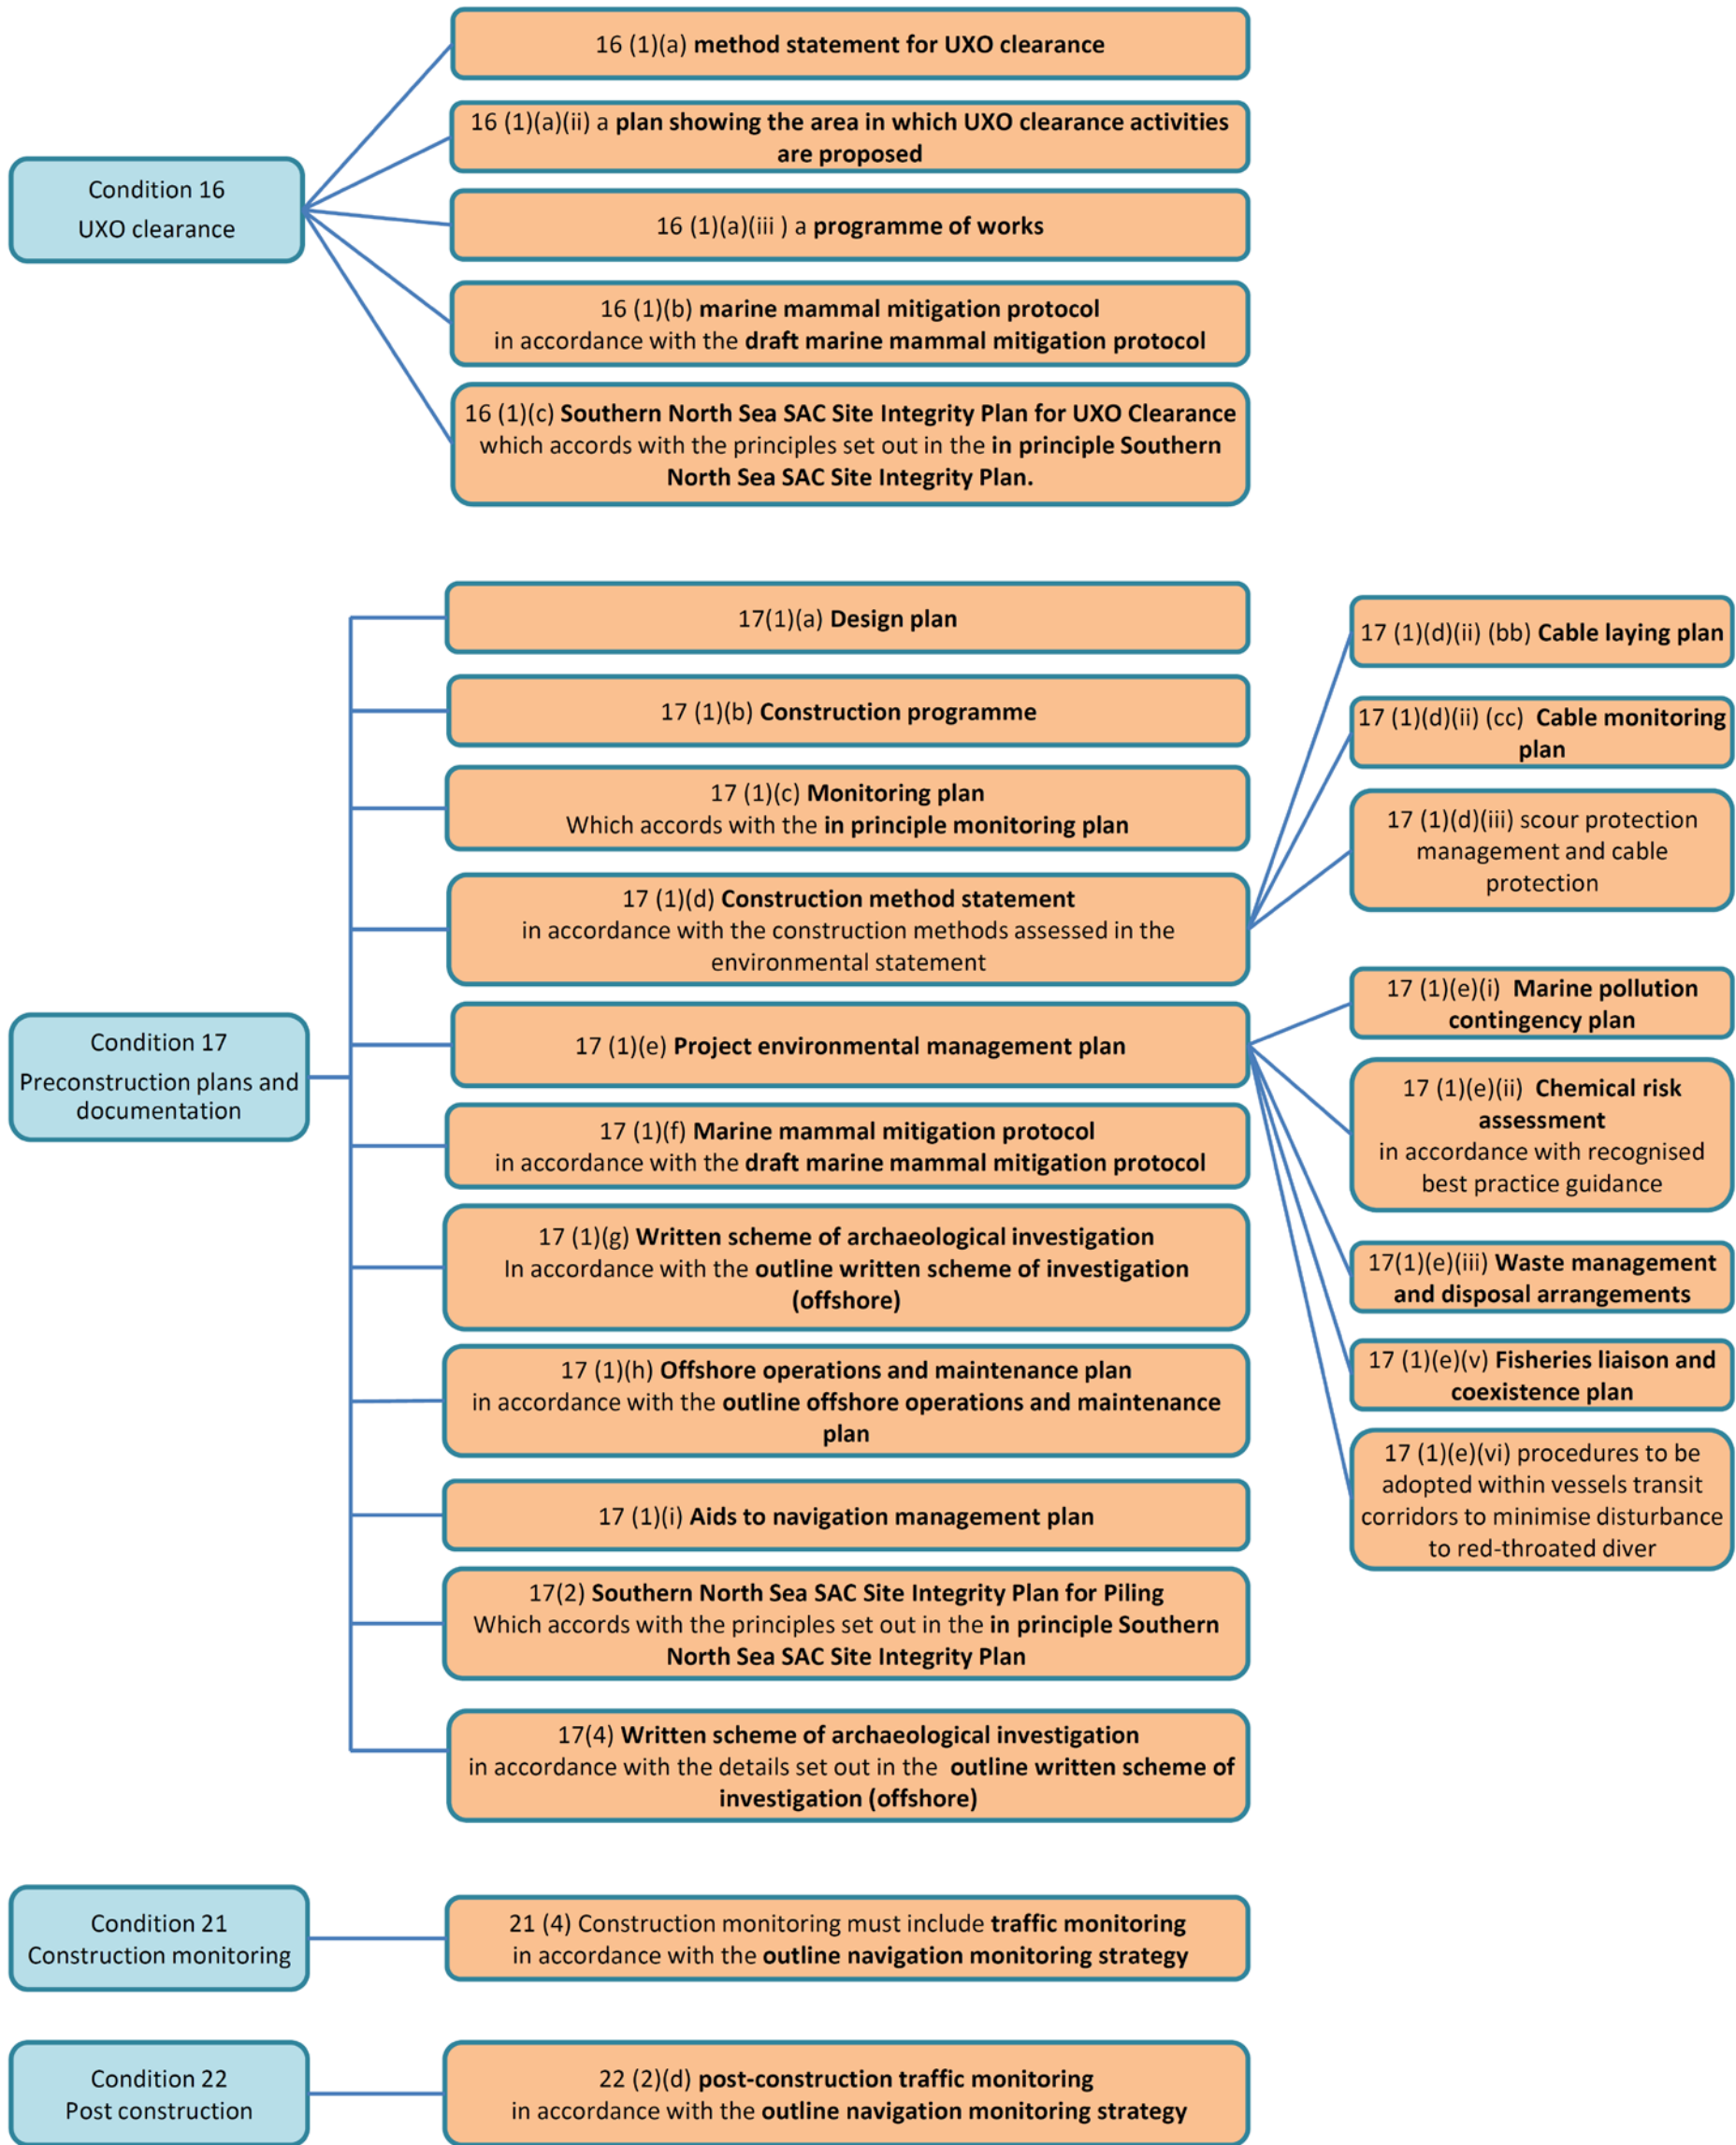 16 (1)(a) method statement for UXO clearance
16 (1)(a)(ii) a plan showing the area in which UXO clearance activities
are proposed
Condition 16
UXO clearance
16 (1)(a)(iii ) a programme of works
16 (1)(b) marine mammal mitigation protocol
in accordance with the draft marine mammal mitigation protocol
16 (1)(c) Southern North Sea SAC Site Integrity Plan for UXO Clearance
which accords with the principles set out in the in principle Southern
North Sea SAC Site Integrity Plan.
Condition 17
Preconstruction plans and
documentation
17(1)(a) Design plan
17 (1)(b) Construction programme
17 (1)(c) Monitoring plan
Which accords with the in principle monitoring plan
17 (1)(d) Construction method statement
in accordance with the construction methods assessed in the
environmental statement
17 (1)(d)(ii) (bb) Cable laying plan
17 (1)(d)(ii) (cc) Cable monitoring
plan
17 (1)(d)(iii) scour protection
management and cable
protection
17 (1)(e) Project environmental management plan
17 (1)(e)(i) Marine pollution
contingency plan
17 (1)(e)(ii) Chemical risk
assessment
in accordance with recognised
best practice guidance
17(1)(e)(iii) Waste management
and disposal arrangements
17 (1)(e)(v) Fisheries liaison and
coexistence plan
17 (1)(e)(vi) procedures to be
adopted within vessels transit
corridors to minimise disturbance
to red-throated diver
17 (1)(f) Marine mammal mitigation protocol
in accordance with the draft marine mammal mitigation protocol
17 (1)(g) Written scheme of archaeological investigation
In accordance with the outline written scheme of investigation
(offshore)
17 (1)(h) Offshore operations and maintenance plan
in accordance with the outline offshore operations and maintenance
plan
17 (1)(i) Aids to navigation management plan
17(2) Southern North Sea SAC Site Integrity Plan for Piling
Which accords with the principles set out in the in principle Southern
North Sea SAC Site Integrity Plan
17(4) Written scheme of archaeological investigation
in accordance with the details set out in the outline written scheme of
investigation (offshore)
Condition 21
Construction monitoring
21 (4) Construction monitoring must include traffic monitoring
in accordance with the outline navigation monitoring strategy
Condition 22
Post construction
22 (2)(d) post-construction traffic monitoring
in accordance with the outline navigation monitoring strategy